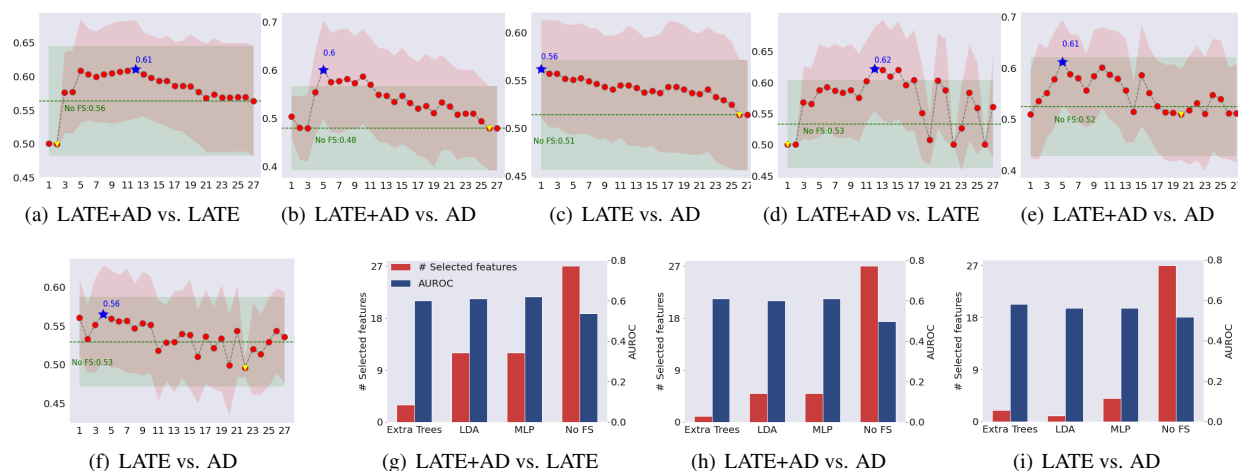 0.65
0.60
0.55
0.50
0.45
0.61
No FS:0.56
1 3 5 7 9 11 13 15 17 19 21 23 25 27
(a) LATE+AD vs. LATE
0.7
0.6
0.5
0.4
0.6
No FS:0.48
1 3 5 7 9 11 13 15 17 19 21 23 25 27
(b) LATE+AD vs. AD
0.60
0.55
0.50
0.45
0.56
No FS:0.51
1 3 5 7 9 11 13 15 17 19 21 23 25 27
(c) LATE vs. AD
0.65
0.60
0.55
0.50
0.45
0.62
No FS:0.53
1 3 5 7 9 11 13 15 17 19 21 23 25 27
(d) LATE+AD vs. LATE
0.7
0.6
0.5
0.4
0.61
No FS:0.52
1 3 5 7 9 11 13 15 17 19 21 23 25 27
(e) LATE+AD vs. AD
0.60
0.55
0.50
0.45
0.56
No FS:0.53
1 3 5 7 9 11 13 15 17 19 21 23 25 27
(f) LATE vs. AD
# Selected features
27
18
9
0
# Selected features
AUROC
0.8
0.6
0.4
0.2
0.0
AUROC
Extra Trees LDA MLP No FS
(g) LATE+AD vs. LATE
# Selected features
27
18
9
0
0.8
0.6
0.4
0.2
0.0
AUROC
Extra Trees LDA MLP No FS
(h) LATE+AD vs. AD
# Selected features
27
18
9
0
0.8
0.6
0.4
0.2
0.0
AUROC
Extra Trees LDA MLP No FS
(i) LATE vs. AD